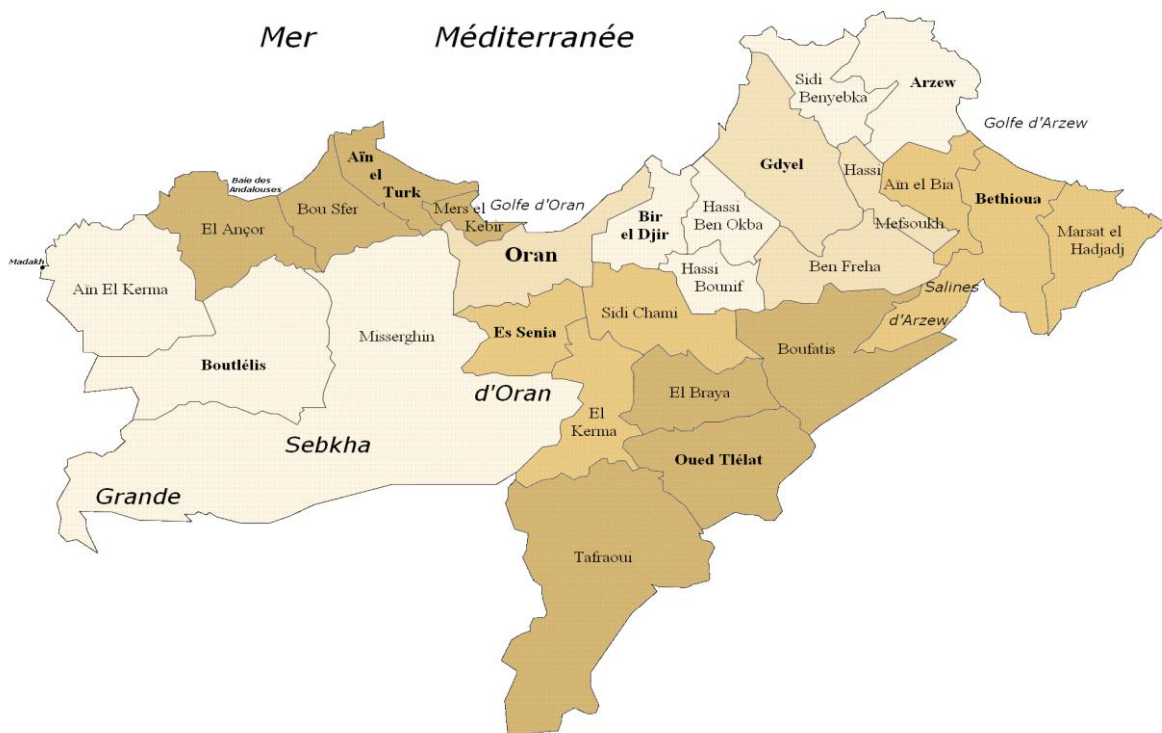 Mer Méditerranée
Sidi
Benyebka
Arzew
Golfe d'Arzew
Aïn
el
Turk
Baie des
Andalouses
Bou Sfer
Mers el
Kebir
Golfe d'Oran
El Ançor
Gdyel
Hassi
Mefsoukh
Aïn el Bia
Bethioua
Marsat el
Hadjadj
Bir
el Djir
Hassi
Ben Okba
Oran
Hassi
Bounif
Ben Freha
Madakh
Aïn El Kerma
Salines
d'Arzew
Sidi Chami
Es Senia
Misserghin
Boutlélis
Boufatis
El Braya
d'Oran
El
Kerma
Sebkha
Oued Tlélat
Grande
Tafraoui